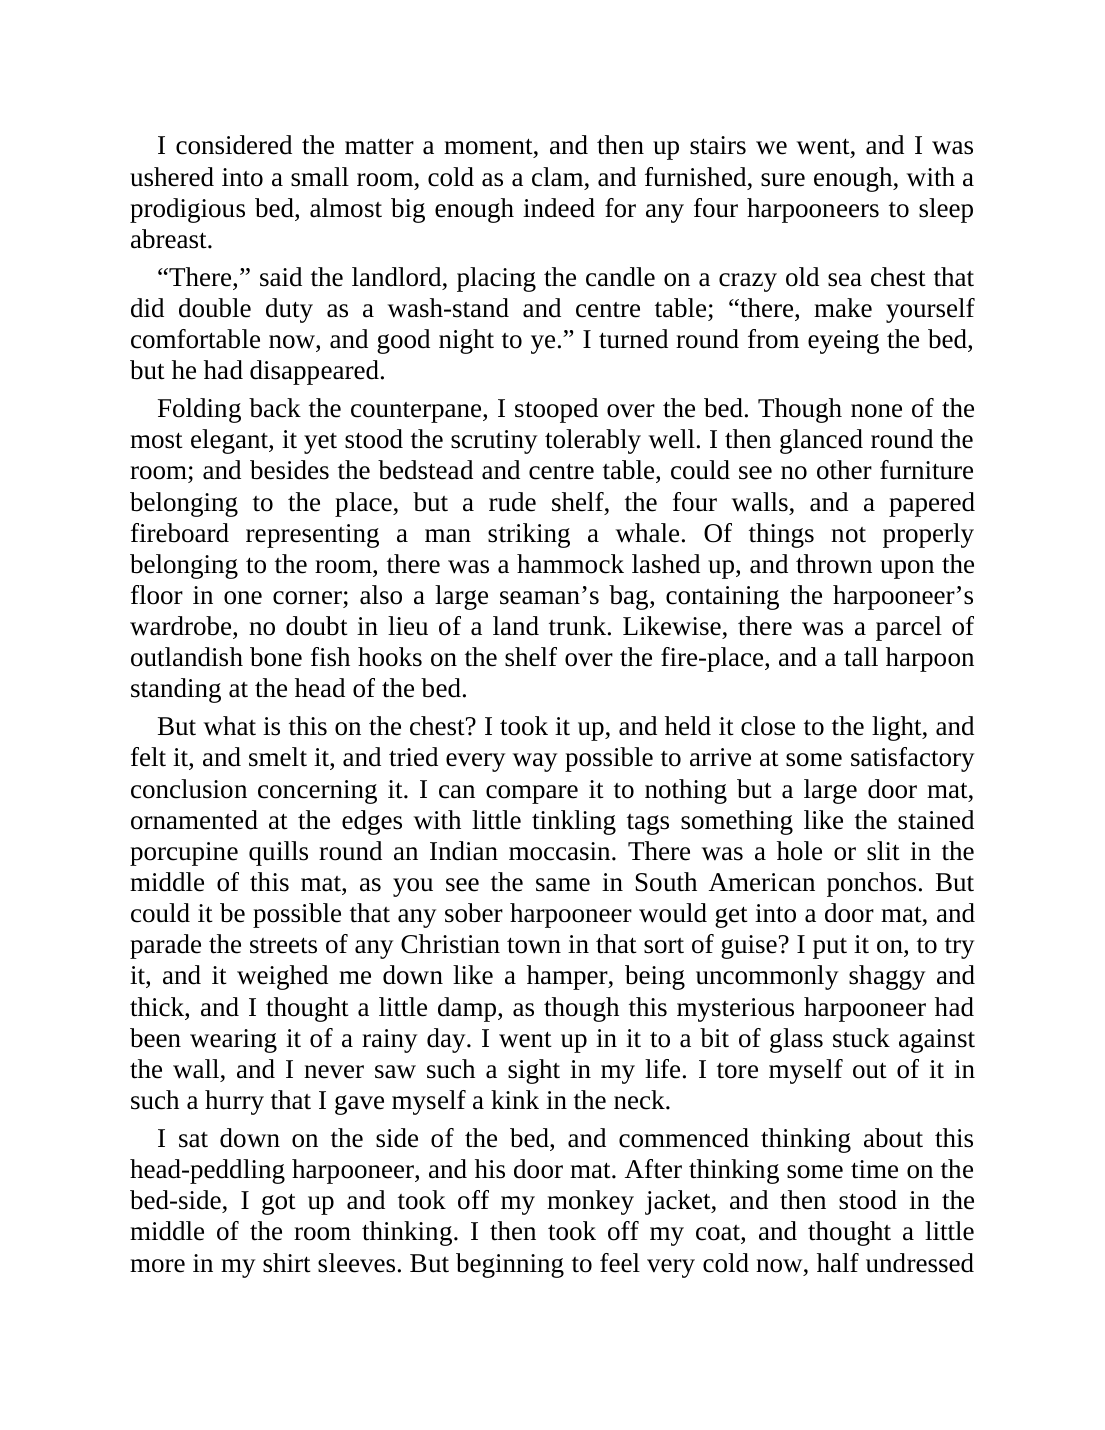 I considered the matter a moment, and then up stairs we went, and I was
ushered into a small room, cold as a clam, and furnished, sure enough, with a
prodigious bed, almost big enough indeed for any four harpooneers to sleep
abreast.
“There,” said the landlord, placing the candle on a crazy old sea chest that
did double duty as a wash-stand and centre table; “there, make yourself
comfortable now, and good night to ye.” I turned round from eyeing the bed,
but he had disappeared.
Folding back the counterpane, I stooped over the bed. Though none of the
most elegant, it yet stood the scrutiny tolerably well. I then glanced round the
room; and besides the bedstead and centre table, could see no other furniture
belonging to the place, but a rude shelf, the four walls, and a papered
fireboard representing a man striking a whale. Of things not properly
belonging to the room, there was a hammock lashed up, and thrown upon the
floor in one corner; also a large seaman’s bag, containing the harpooneer’s
wardrobe, no doubt in lieu of a land trunk. Likewise, there was a parcel of
outlandish bone fish hooks on the shelf over the fire-place, and a tall harpoon
standing at the head of the bed.
But what is this on the chest? I took it up, and held it close to the light, and
felt it, and smelt it, and tried every way possible to arrive at some satisfactory
conclusion concerning it. I can compare it to nothing but a large door mat,
ornamented at the edges with little tinkling tags something like the stained
porcupine quills round an Indian moccasin. There was a hole or slit in the
middle of this mat, as you see the same in South American ponchos. But
could it be possible that any sober harpooneer would get into a door mat, and
parade the streets of any Christian town in that sort of guise? I put it on, to try
it, and it weighed me down like a hamper, being uncommonly shaggy and
thick, and I thought a little damp, as though this mysterious harpooneer had
been wearing it of a rainy day. I went up in it to a bit of glass stuck against
the wall, and I never saw such a sight in my life. I tore myself out of it in
such a hurry that I gave myself a kink in the neck.
I sat down on the side of the bed, and commenced thinking about this
head-peddling harpooneer, and his door mat. After thinking some time on the
bed-side, I got up and took off my monkey jacket, and then stood in the
middle of the room thinking. I then took off my coat, and thought a little
more in my shirt sleeves. But beginning to feel very cold now, half undressed